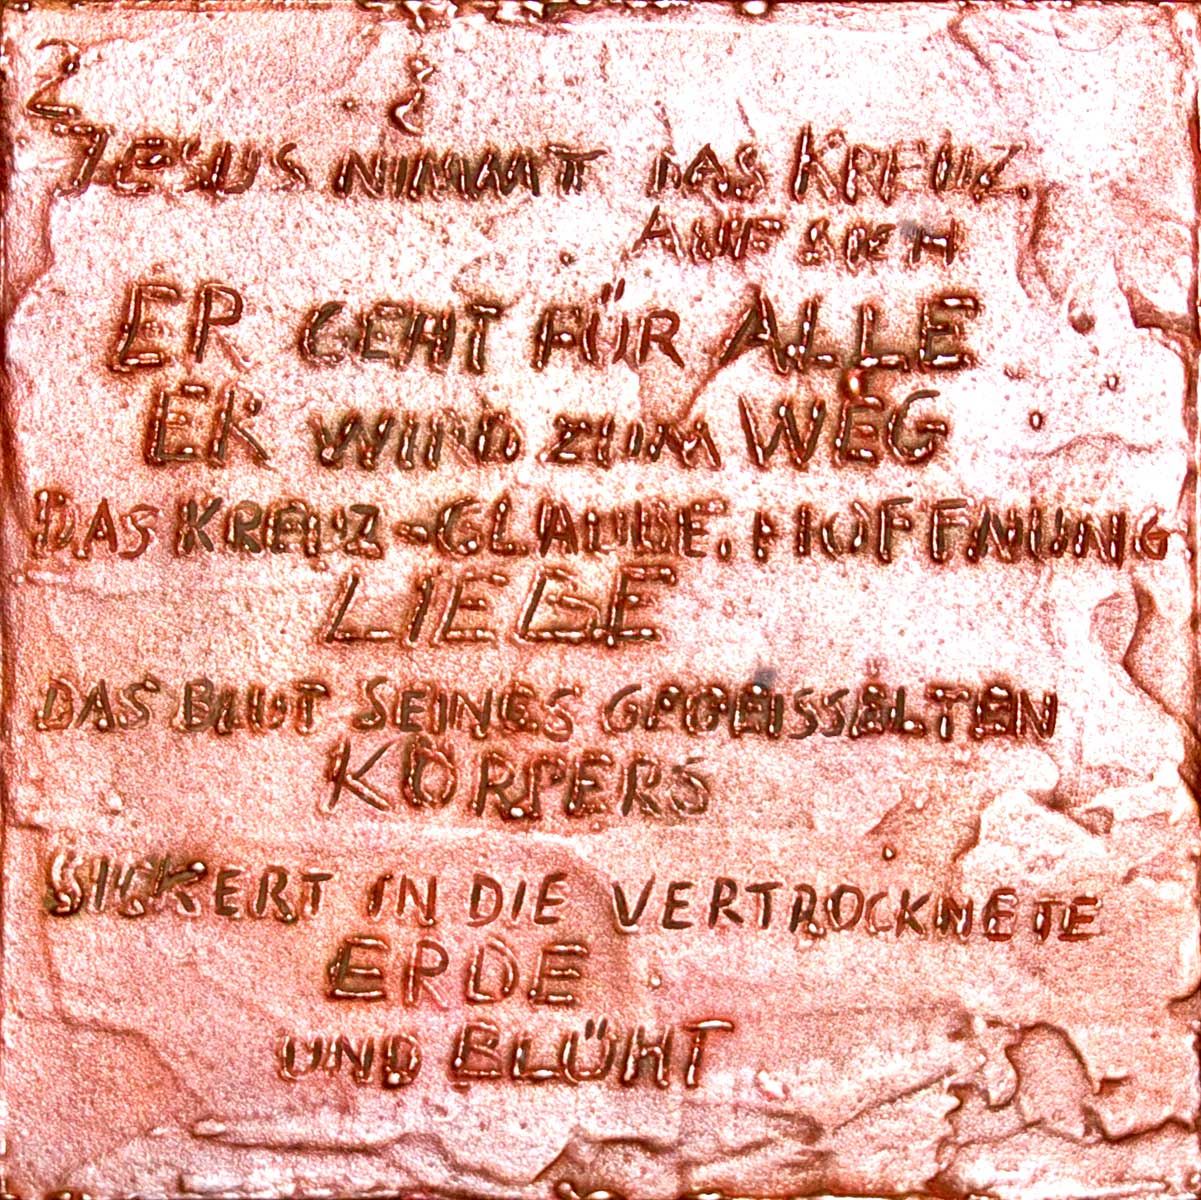 2
JESUS NIMMT DAS KREUZ
AUF SICH
ER GEHT FÜR ALLE
ER WIRD ZUM WEG
DAS KREUZ - GLAUBE. HOFFNUNG
LIEBE
DAS BLUT SEINES GEGEISSELTEN
KÖRPERS
SICKERT IN DIE VERTROCKNETE
ERDE
UND BLÜHT